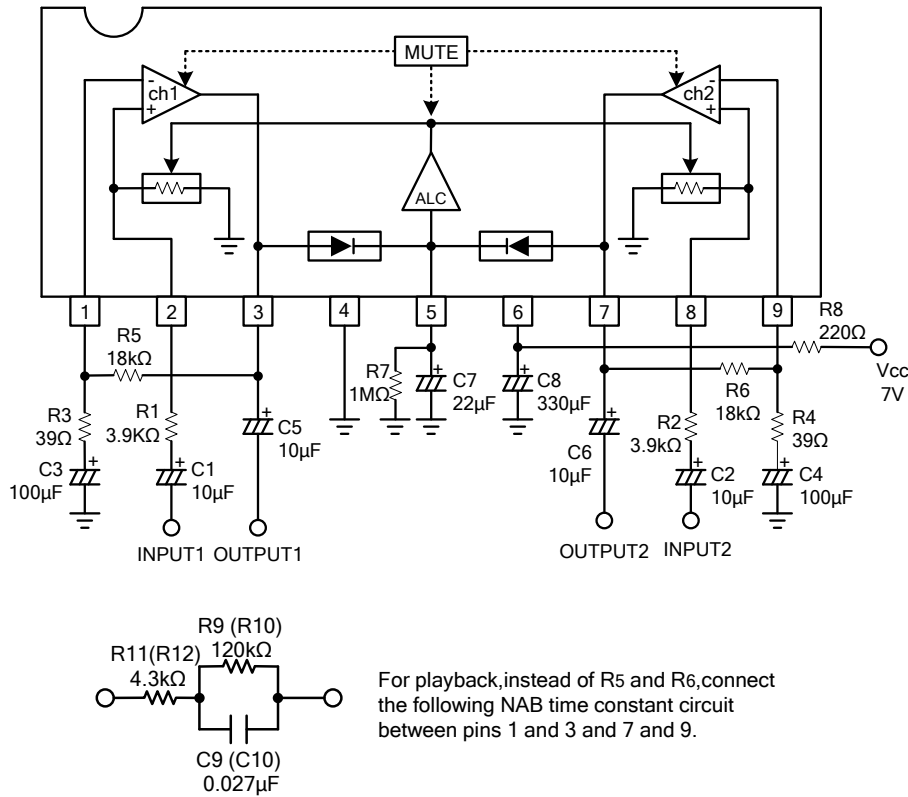 MUTE
-
ch1
+
-
ch2
+
ALC
1
2
3
4
5
6
7
8
9
R5
18kΩ
R3
39Ω
C3
+
100µF
R1
3.9KΩ
+
C1
10µF
INPUT1
+
C5
10µF
OUTPUT1
R7
1MΩ
+
C7
22µF
+
C8
330µF
R8
220Ω
Vcc
7V
R6
18kΩ
+
C6
10µF
OUTPUT2
R2
3.9kΩ
+
C2
10µF
INPUT2
R4
39Ω
+
C4
100µF
R9 (R10)
120kΩ
R11(R12)
4.3kΩ
C9 (C10)
0.027µF
For playback,instead of R5 and R6,connect
the following NAB time constant circuit
between pins 1 and 3 and 7 and 9.